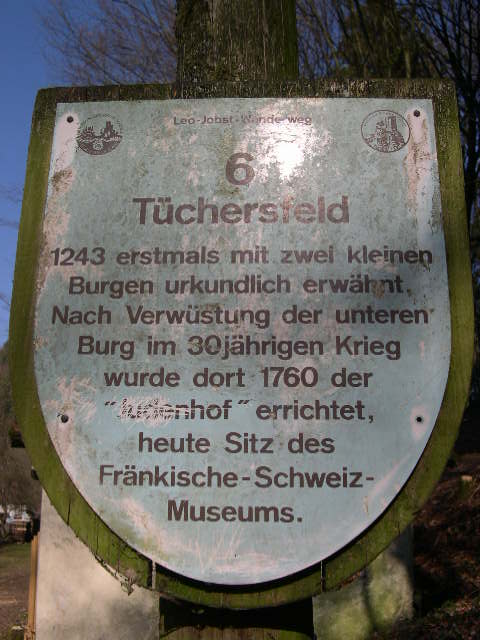 Leo-Jobst-Wanderweg
6
Tüchersfeld
1243 erstmals mit zwei kleinen
Burgen urkundlich erwähnt.
Nach Verwüstung der unteren
Burg im 30jährigen Krieg
wurde dort 1760 der
"Judenhof" errichtet,
heute Sitz des
Fränkische-Schweiz-
Museums.